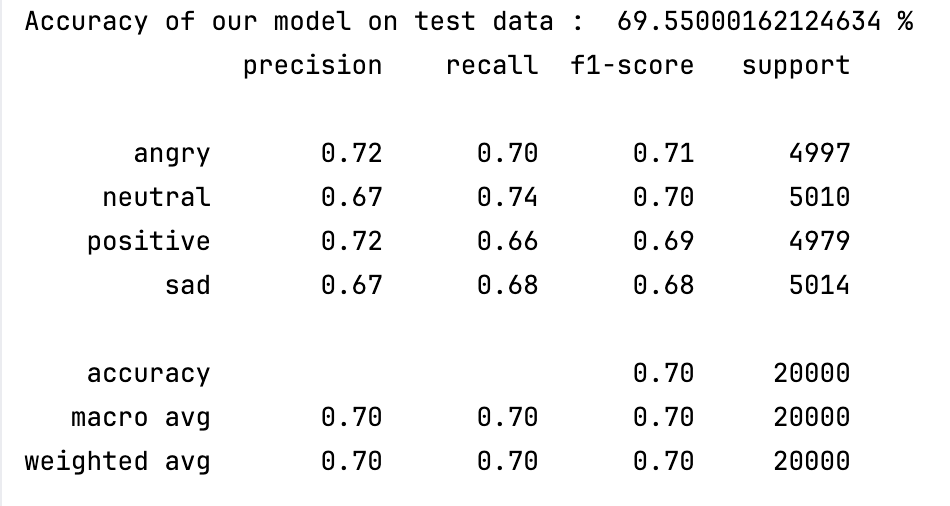 Accuracy of our model on test data :  69.55000162124634 %
precision    recall  f1-score   support
angry       0.72      0.70      0.71      4997
neutral       0.67      0.74      0.70      5010
positive       0.72      0.66      0.69      4979
sad       0.67      0.68      0.68      5014
accuracy                           0.70     20000
macro avg       0.70      0.70      0.70     20000
weighted avg       0.70      0.70      0.70     20000